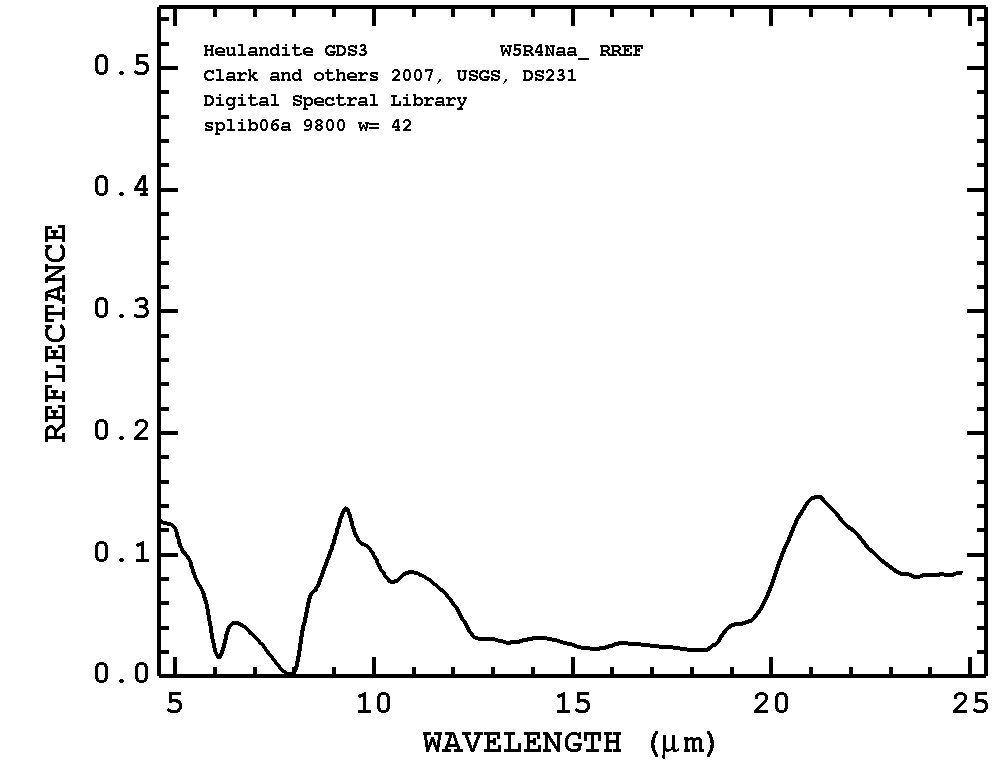 Heulandite GDS3 W5R4Naa_ RREF
Clark and others 2007, USGS, DS231
Digital Spectral Library
splib06a 9800 w= 42
0.5
0.4
0.3
0.2
0.1
0.0
REFLECTANCE
5 10 15 20 25
WAVELENGTH (μm)